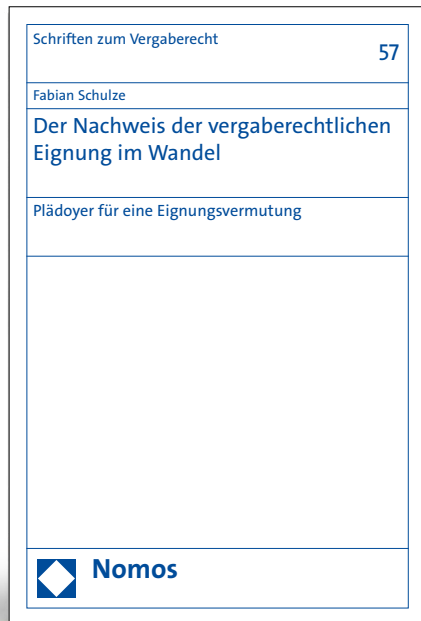 Schriften zum Vergaberecht
57
Fabian Schulze
Der Nachweis der vergaberechtlichen
Eignung im Wandel
Plädoyer für eine Eignungsvermutung
Nomos